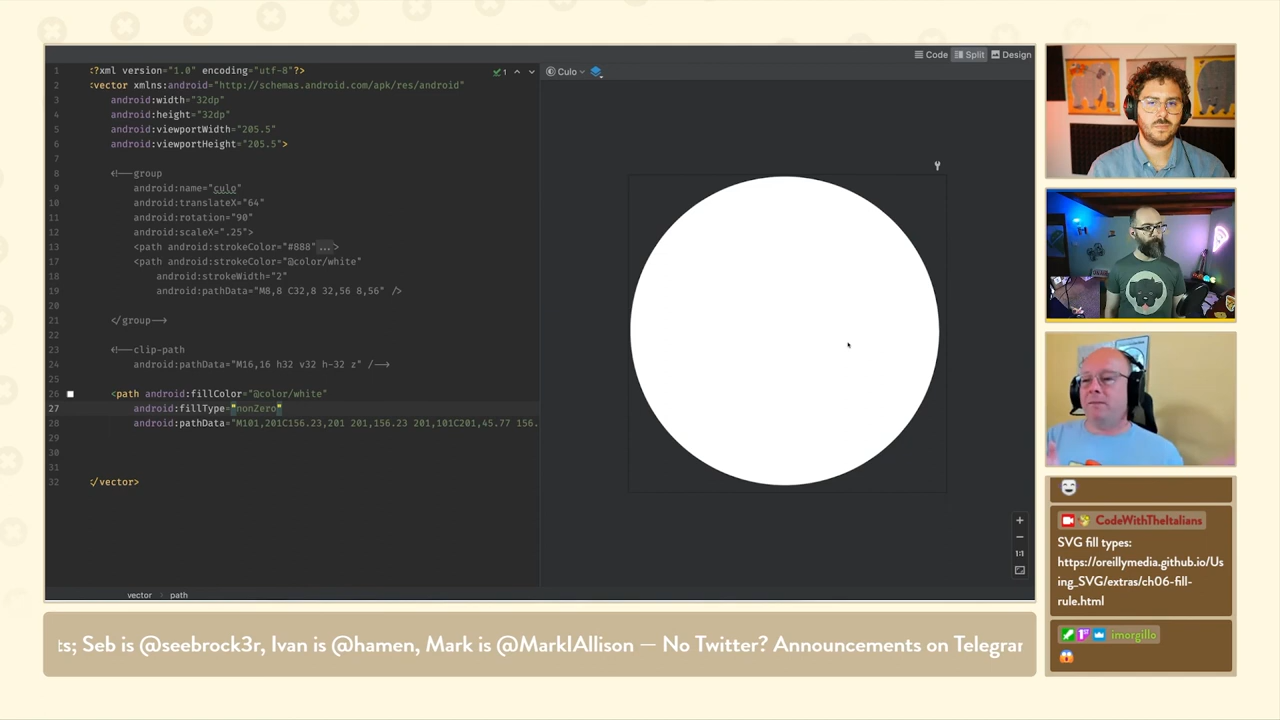 Code Split Design
1 <?xml version="1.0" encoding="utf-8"?>
2 <vector xmlns:android="http://schemas.android.com/apk/res/android"
3 android:width="32dp"
4 android:height="32dp"
5 android:viewportWidth="205.5"
6 android:viewportHeight="205.5">
7
8 <!--group
9 android:name="culo"
10 android:translateX="64"
11 android:rotation="90"
12 android:scaleX=".25">
13 <path android:strokeColor="#888"...>
17 <path android:strokeColor="@color/white"
18 android:strokeWidth="2"
19 android:pathData="M8,8 C32,8 32,56 8,56" />
20
21 </group-->
22
23 <!--clip-path
24 android:pathData="M16,16 h32 v32 h-32 z" /-->
25
26 <path android:fillColor="@color/white"
27 android:fillType="nonZero"
28 android:pathData="M101,201C156.23,201 201,156.23 201,101C201,45.77 156.
29
30
31
32 </vector>
1
Culo
1:1
vector > path
CodeWithTheItalians
SVG fill types:
https://oreillymedia.github.io/Us
ing_SVG/extras/ch06-fill-
rule.html
imorgillo
ts; Seb is @seebrock3r, Ivan is @hamen, Mark is @MarkIAllison — No Twitter? Announcements on Telegram